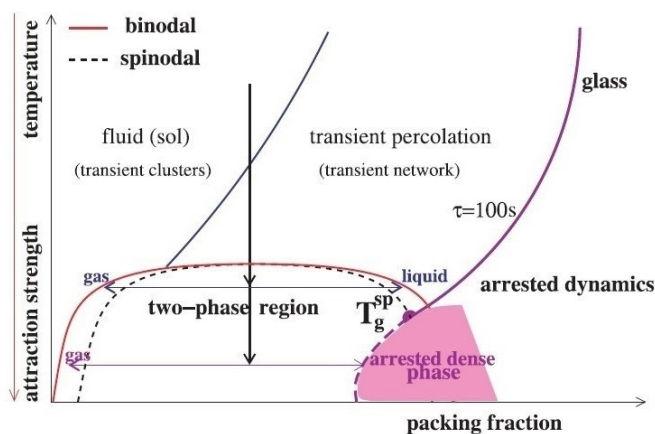 temperature
attraction strength
binodal
spinodal
glass
fluid (sol)
(transient clusters)
transient percolation
(transient network)
τ=100s
gas
liquid
arrested dynamics
two–phase region
T_g^sp
gas
arrested dense
phase
packing fraction